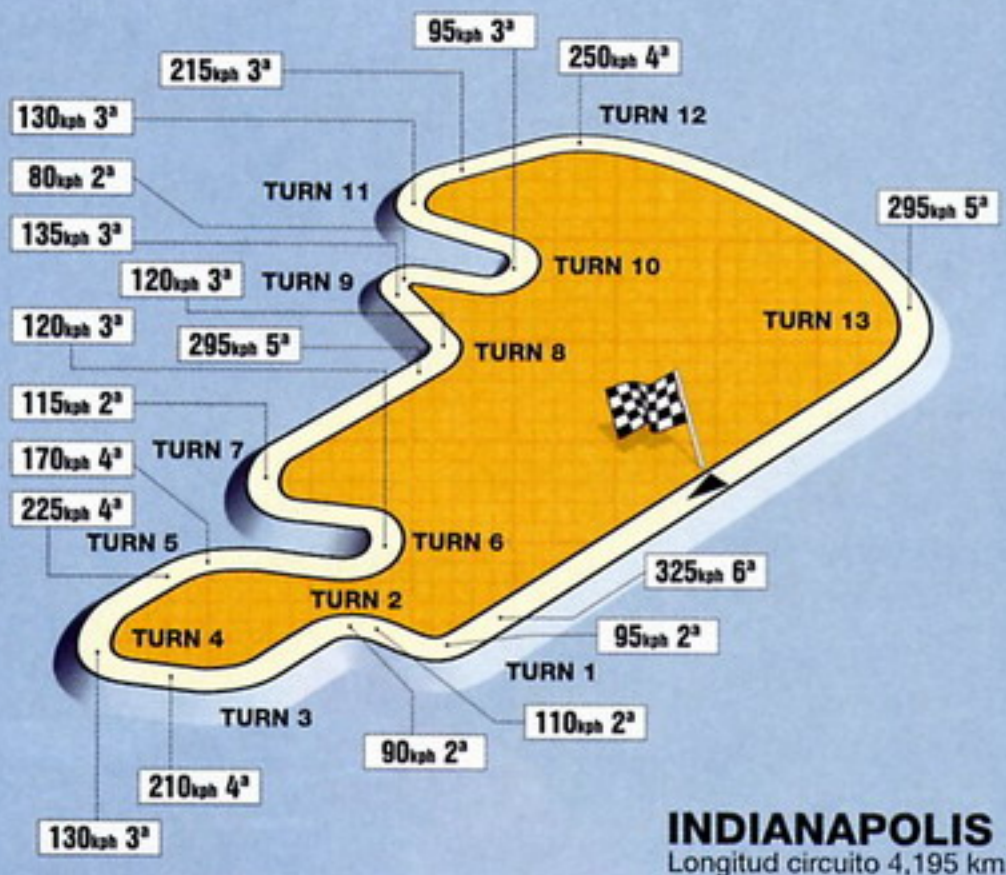 95kph 3ª
215kph 3ª
250kph 4ª
130kph 3ª
TURN 12
80kph 2ª
TURN 11
295kph 5ª
135kph 3ª
TURN 9
TURN 10
120kph 3ª
120kph 3ª
TURN 13
295kph 5ª
TURN 8
115kph 2ª
TURN 7
170kph 4ª
225kph 4ª
TURN 5
TURN 6
325kph 6ª
TURN 2
TURN 4
95kph 2ª
TURN 1
TURN 3
110kph 2ª
90kph 2ª
210kph 4ª
130kph 3ª
INDIANAPOLIS
Longitud circuito 4,195 km